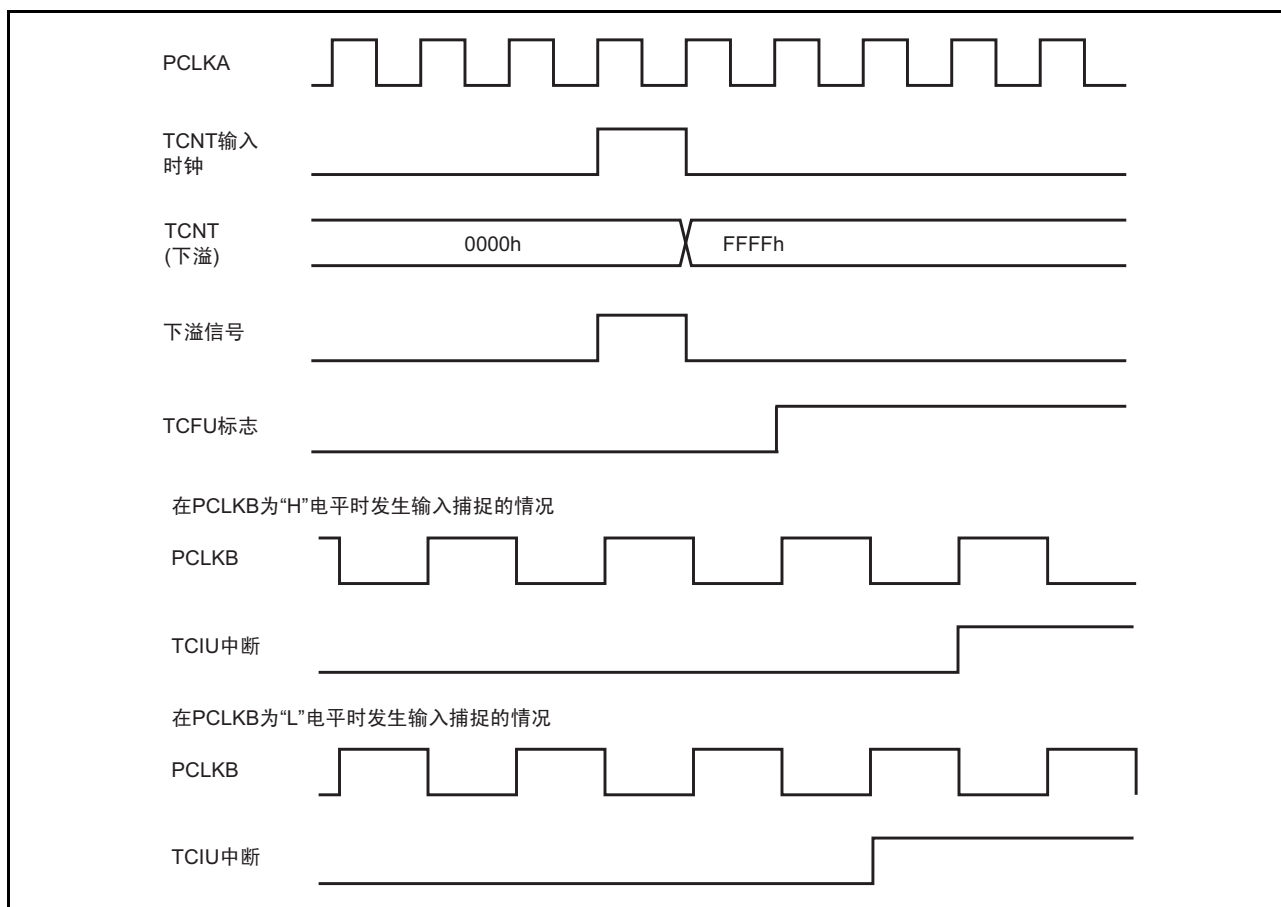 PCLKA
TCNT输入
时钟
TCNT
(下溢)
0000h
FFFFh
下溢信号
TCFU标志
在PCLKB为“H”电平时发生输入捕捉的情况
PCLKB
TCIU中断
在PCLKB为“L”电平时发生输入捕捉的情况
PCLKB
TCIU中断